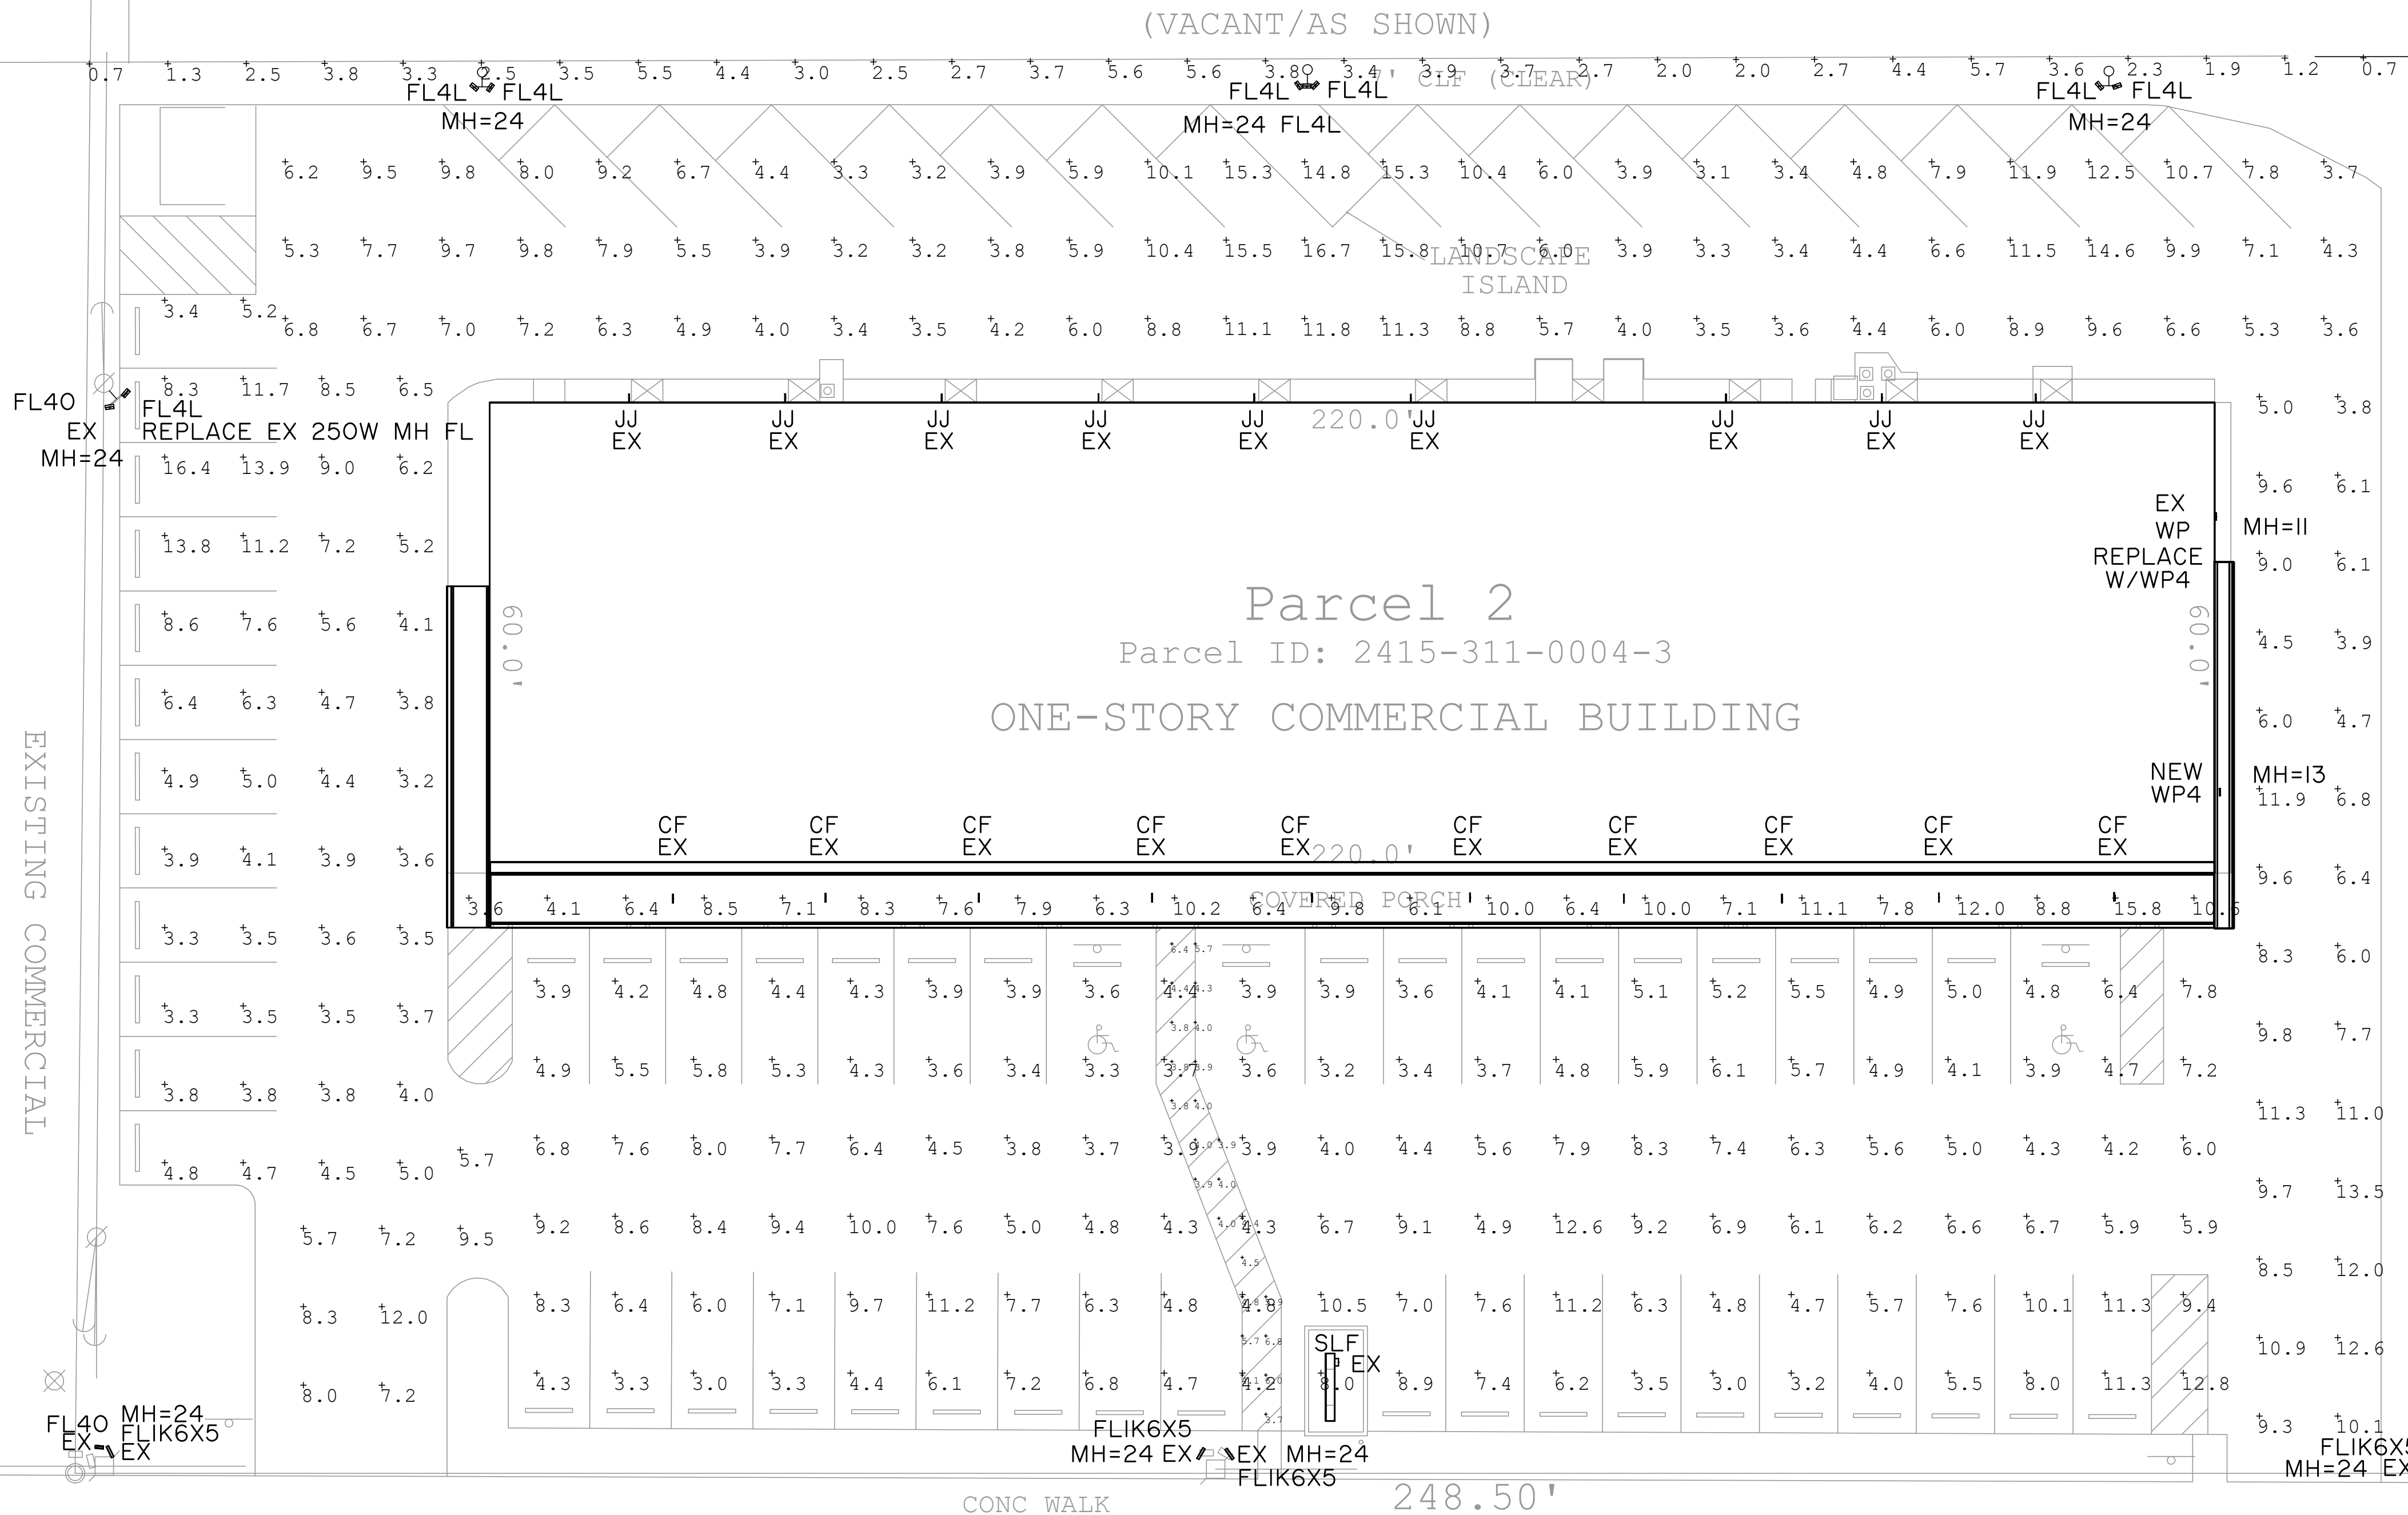 (VACANT/AS SHOWN)
0.7 1.3 2.5 3.8 3.3 2.5 3.5 5.5 4.4 3.0 2.5 2.7 3.7 5.6 5.6 3.8 3.4 3.9 3.7 2.7 2.0 2.0 2.7 4.4 5.7 3.6 2.3 1.9 1.2 0.7
7' CLF (CLEAR)
FL4L FL4L FL4L FL4L FL4L FL4L
MH=24 MH=24 FL4L MH=24
6.2 9.5 9.8 8.0 9.2 6.7 4.4 3.3 3.2 3.9 5.9 10.1 15.3 14.8 15.3 10.4 6.0 3.9 3.1 3.4 4.8 7.9 11.9 12.5 10.7 7.8 3.7
5.3 7.7 9.7 9.8 7.9 5.5 3.9 3.2 3.2 3.8 5.9 10.4 15.5 16.7 15.8 10.7 6.0 3.9 3.3 3.4 4.4 6.6 11.5 14.6 9.9 7.1 4.3
LANDSCAPE
ISLAND
3.4 5.2
6.8 6.7 7.0 7.2 6.3 4.9 4.0 3.4 3.5 4.2 6.0 8.8 11.1 11.8 11.3 8.8 5.7 4.0 3.5 3.6 4.4 6.0 8.9 9.6 6.6 5.3 3.6
8.3 11.7 8.5 6.5
FL40 FL4L
5.0 3.8
JJ JJ JJ JJ JJ JJ JJ JJ JJ
220.0'
EX REPLACE EX 250W MH FL
EX EX EX EX EX EX EX EX EX
MH=24
16.4 13.9 9.0 6.2
9.6 6.1
EX
WP
MH=11
REPLACE
W/WP4
13.8 11.2 7.2 5.2
9.0 6.1
Parcel 2
60.0'
60.0'
8.6 7.6 5.6 4.1
4.5 3.9
Parcel ID: 2415-311-0004-3
6.4 6.3 4.7 3.8
ONE-STORY COMMERCIAL BUILDING
6.0 4.7
4.9 5.0 4.4 3.2
NEW
WP4
MH=13
11.9 6.8
EXISTING COMMERCIAL
CF CF CF CF CF CF CF CF CF CF
EX EX EX EX EX EX EX EX EX EX
220.0'
3.9 4.1 3.9 3.6
9.6 6.4
COVERED PORCH
3.6 4.1 6.4 8.5 7.1 8.3 7.6 7.9 6.3 10.2 6.4 9.8 6.1 10.0 6.4 10.0 7.1 11.1 7.8 12.0 8.8 15.8 10.5
3.3 3.5 3.6 3.5
6.4 5.7
8.3 6.0
3.9 4.2 4.8 4.4 4.3 3.9 3.9 3.6 4.4 4.4 4.3 3.9 3.9 3.6 4.1 4.1 5.1 5.2 5.5 4.9 5.0 4.8 6.4 7.8
3.3 3.5 3.5 3.7
3.8 4.0
9.8 7.7
4.9 5.5 5.8 5.3 4.3 3.6 3.4 3.3 3.7 3.9 3.6 3.2 3.4 3.7 4.8 5.9 6.1 5.7 4.9 4.1 3.9 4.7 7.2
3.8 3.8 3.8 4.0
3.8 4.0
11.3 11.0
6.8 7.6 8.0 7.7 6.4 4.5 3.8 3.7 3.9 4.0 3.9 3.9 4.0 4.4 5.6 7.9 8.3 7.4 6.3 5.6 5.0 4.3 4.2 6.0
4.8 4.7 4.5 5.0 5.7
3.9 4.0
9.7 13.5
9.2 8.6 8.4 9.4 10.0 7.6 5.0 4.8 4.3 4.0 4.3 6.7 9.1 4.9 12.6 9.2 6.9 6.1 6.2 6.6 6.7 5.9 5.9
5.7 7.2 9.5
4.5
8.5 12.0
8.3 6.4 6.0 7.1 9.7 11.2 7.7 6.3 4.8 4.8 10.5 7.0 7.6 11.2 6.3 4.8 4.7 5.7 7.6 10.1 11.3 9.4
8.3 12.0
5.7 6.8
SLF
EX
10.9 12.6
4.3 3.3 3.0 3.3 4.4 6.1 7.2 6.8 4.7 4.2 8.0 8.9 7.4 6.2 3.5 3.0 3.2 4.0 5.5 8.0 11.3 12.8
8.0 7.2
3.7
9.3 10.1
FL40 MH=24
FLIK6X5
EX EX
FLIK6X5
MH=24 EX EX MH=24
FLIK6X5
FLIK6X5
MH=24 EX
CONC WALK
248.50'